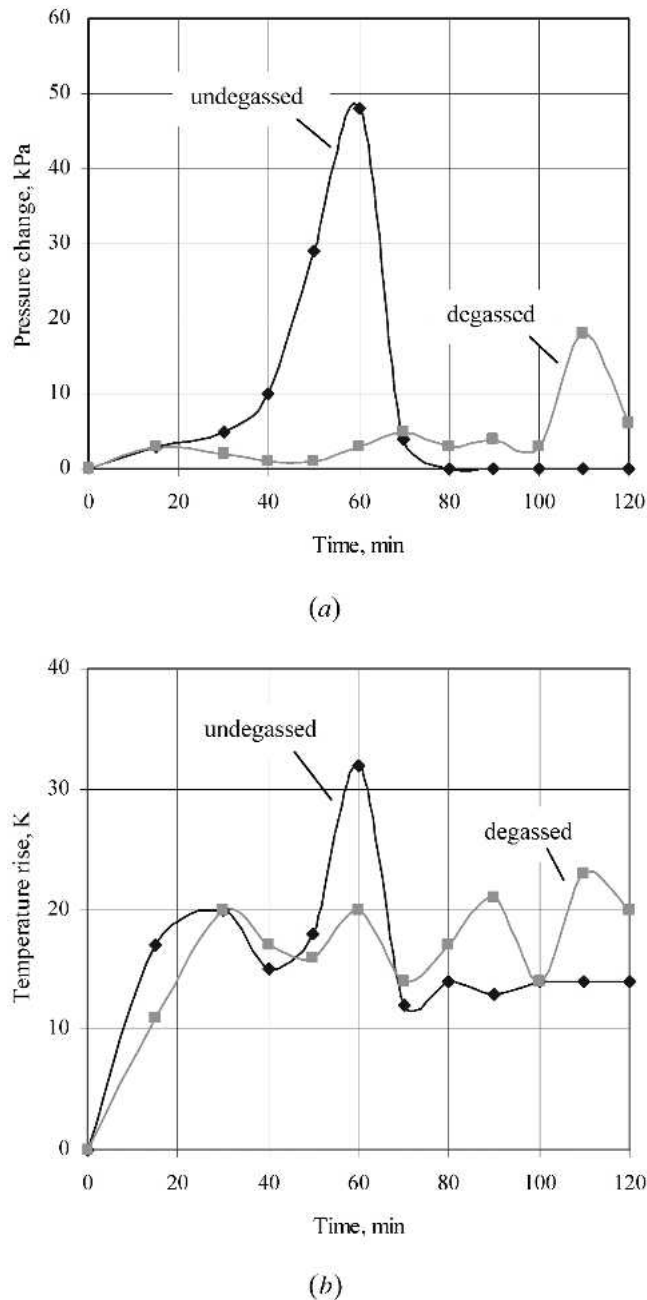 60
50
undegassed
40
30
20
degassed
10
0
0 20 40 60 80 100 120
Pressure change, kPa
Time, min
(a)
40
undegassed
30
degassed
20
10
0
0 20 40 60 80 100 120
Temperature rise, K
Time, min
(b)